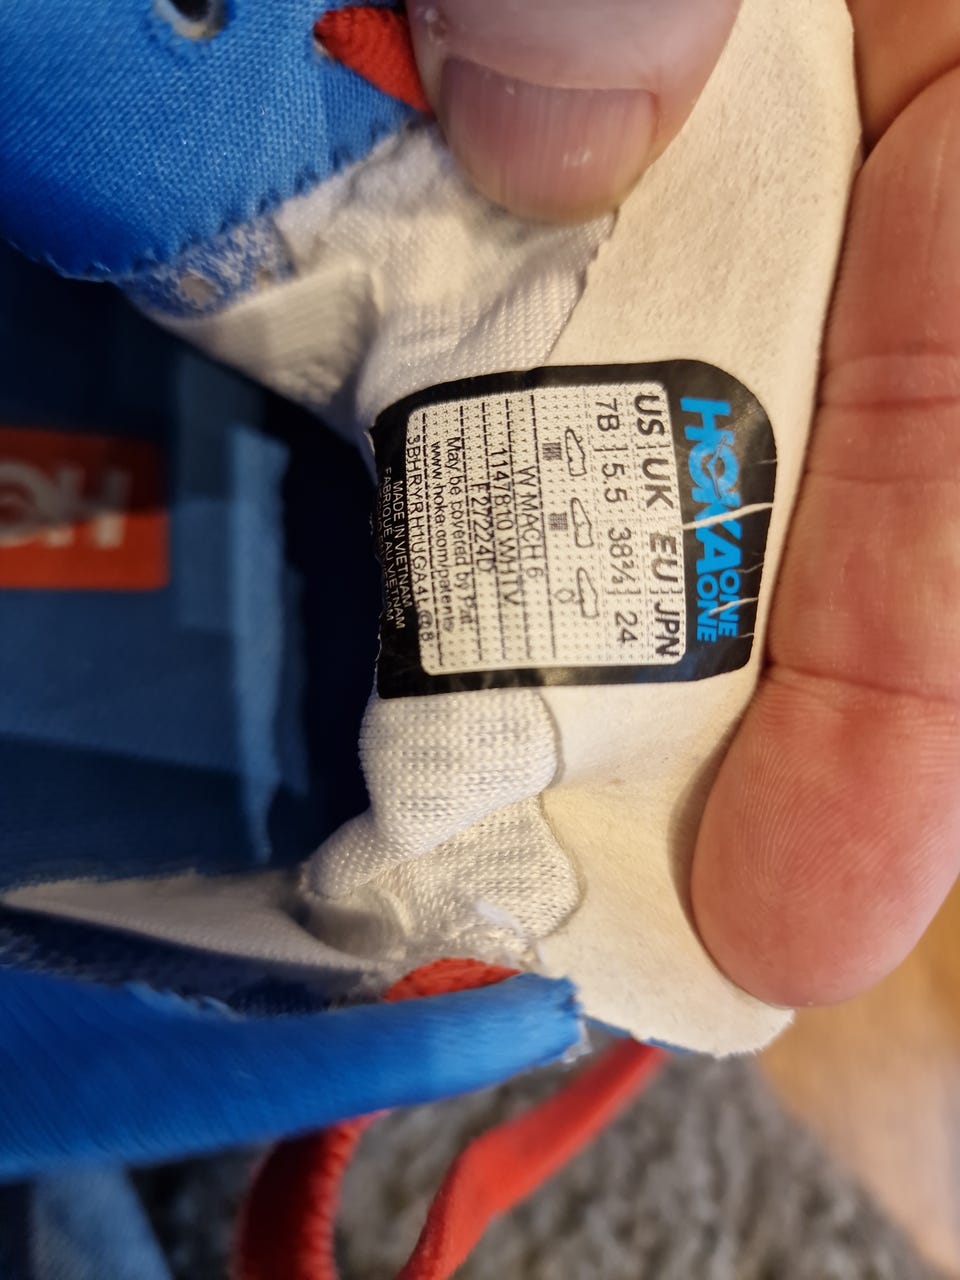 HOKA ONE ONE
US UK EU JPN
7B 5.5 38⅔ 24
W MACH 6
1147810 WHTV
F27224D
May be covered by Pat.
www.hoka.com/patents
MADE IN VIETNAM
FABRIQUE AU VIETNAM
HO